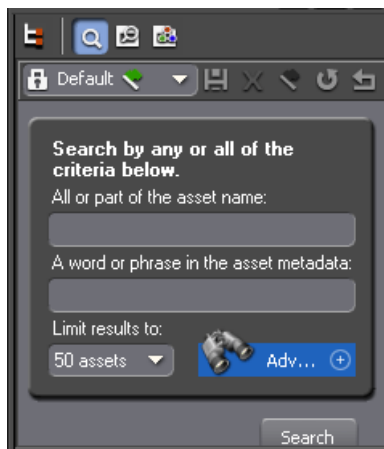 Default
Search by any or all of the
criteria below.
All or part of the asset name:
A word or phrase in the asset metadata:
Limit results to:
50 assets
Adv...
Search